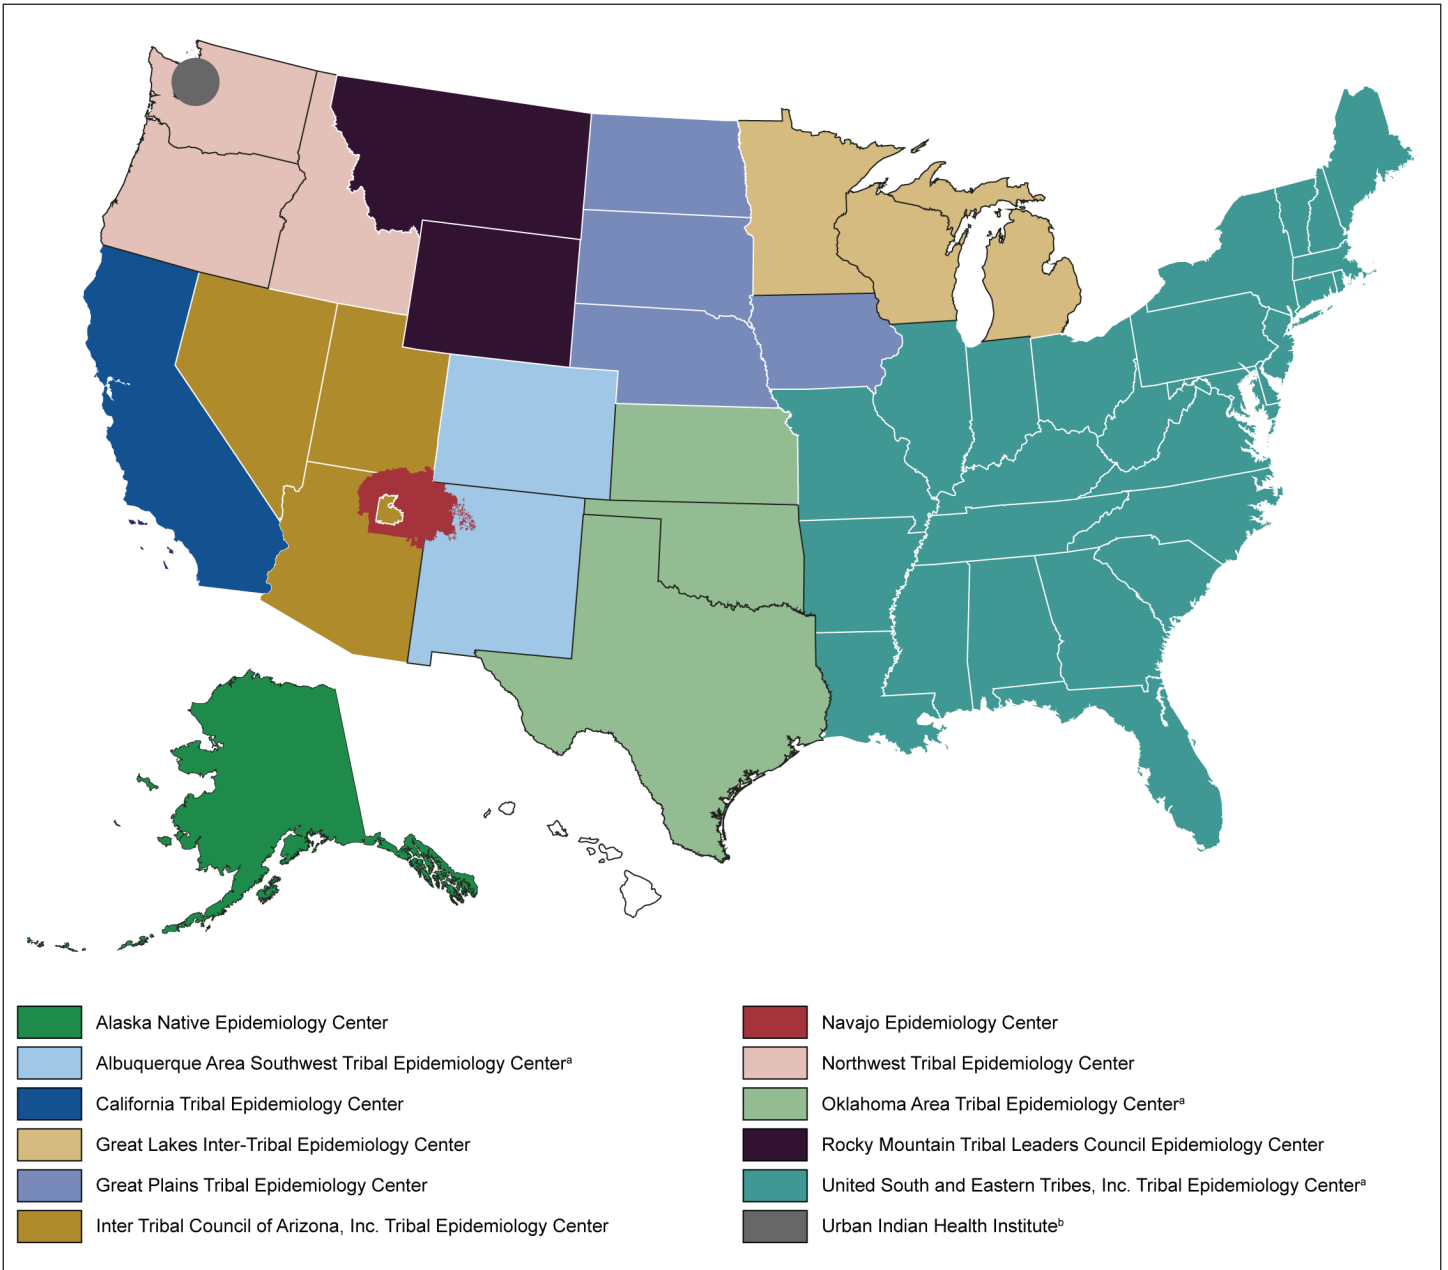 Alaska Native Epidemiology Center
Albuquerque Area Southwest Tribal Epidemiology Centerᵃ
California Tribal Epidemiology Center
Great Lakes Inter-Tribal Epidemiology Center
Great Plains Tribal Epidemiology Center
Inter Tribal Council of Arizona, Inc. Tribal Epidemiology Center
Navajo Epidemiology Center
Northwest Tribal Epidemiology Center
Oklahoma Area Tribal Epidemiology Centerᵃ
Rocky Mountain Tribal Leaders Council Epidemiology Center
United South and Eastern Tribes, Inc. Tribal Epidemiology Centerᵃ
Urban Indian Health Instituteᵇ